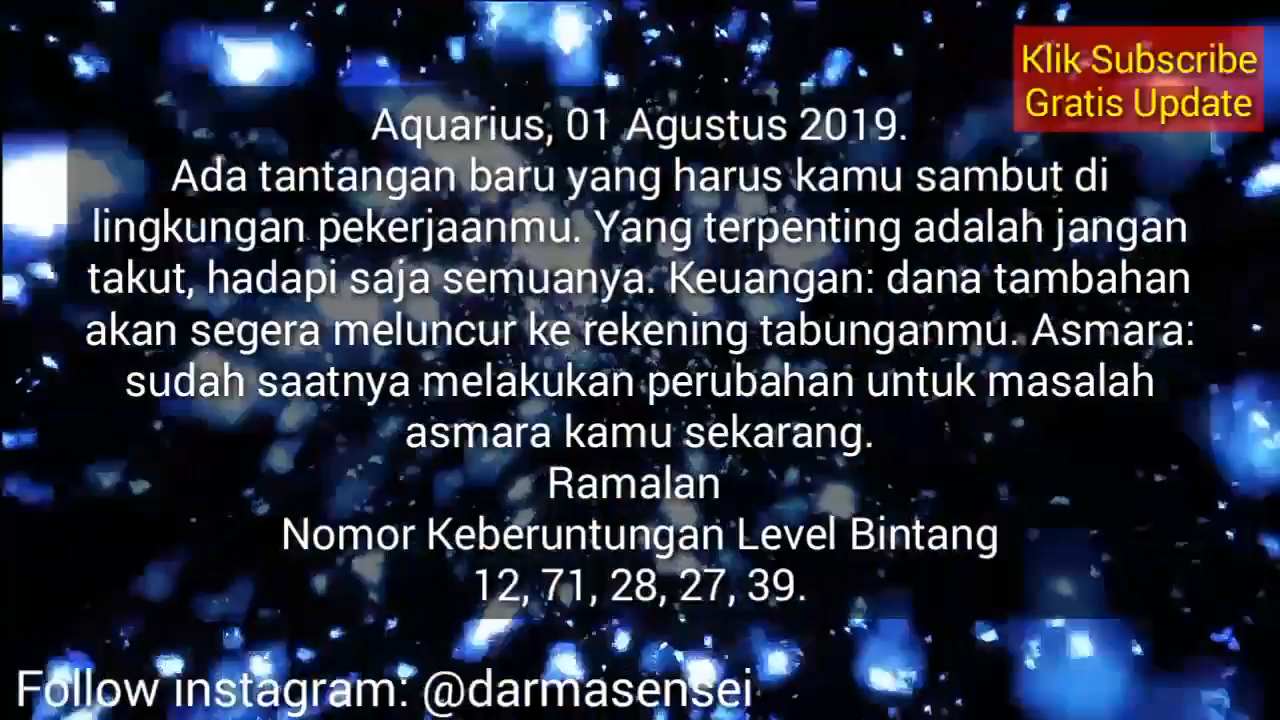 Klik Subscribe
Gratis Update
Aquarius, 01 Agustus 2019.
Ada tantangan baru yang harus kamu sambut di
lingkungan pekerjaanmu. Yang terpenting adalah jangan
takut, hadapi saja semuanya. Keuangan: dana tambahan
akan segera meluncur ke rekening tabunganmu. Asmara:
sudah saatnya melakukan perubahan untuk masalah
asmara kamu sekarang.
Ramalan
Nomor Keberuntungan Level Bintang
12, 71, 28, 27, 39.
Follow instagram: @darmasensei